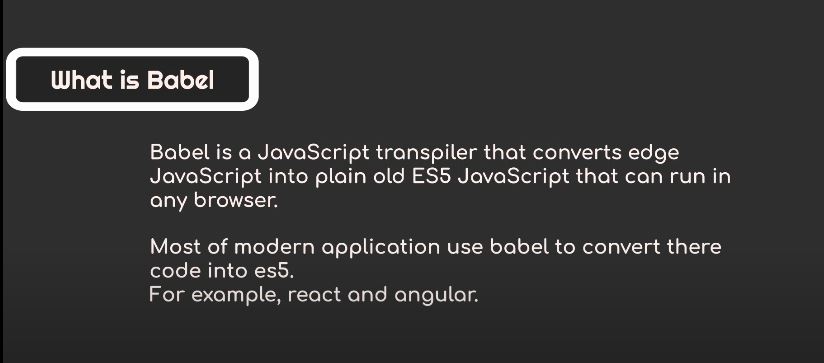 What is Babel
Babel is a JavaScript transpiler that converts edge
JavaScript into plain old ES5 JavaScript that can run in
any browser.
Most of modern application use babel to convert there
code into es5.
For example, react and angular.